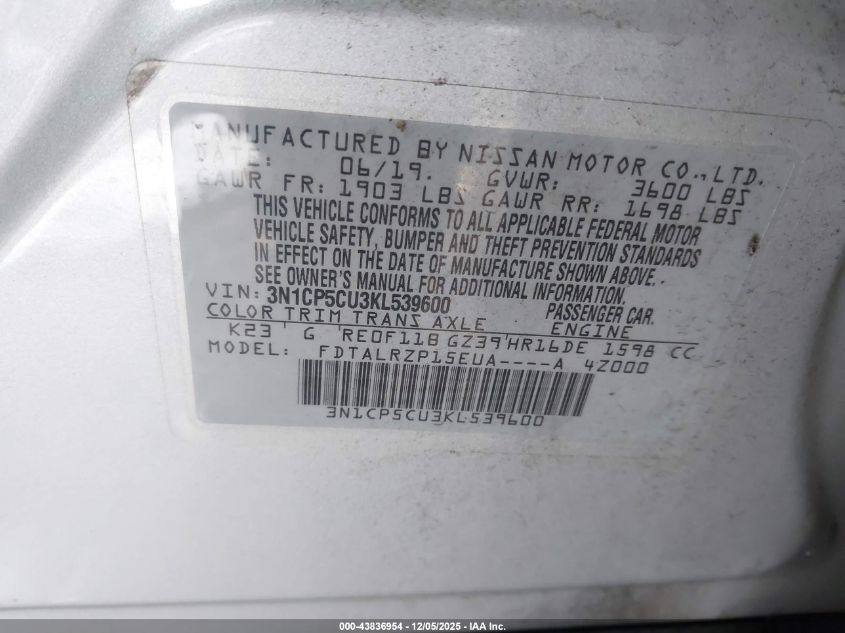 MANUFACTURED BY NISSAN MOTOR CO., LTD.
DATE: 06/19. GVWR: 3600 LBS
GAWR FR: 1903 LBS GAWR RR: 1698 LBS
THIS VEHICLE CONFORMS TO ALL APPLICABLE FEDERAL MOTOR
VEHICLE SAFETY, BUMPER AND THEFT PREVENTION STANDARDS
IN EFFECT ON THE DATE OF MANUFACTURE SHOWN ABOVE.
SEE OWNER'S MANUAL FOR ADDITIONAL INFORMATION.
VIN: 3N1CP5CU3KL539600 PASSENGER CAR.
COLOR TRIM TRANS AXLE ENGINE
K23 ' G 'RE0F11B GZ39'HR16DE 1598 CC
MODEL: FDTALRZP15EUA----A 4Z000
3N1CP5CU3KL539600
000-43836954 - 12/05/2025 - IAA Inc.